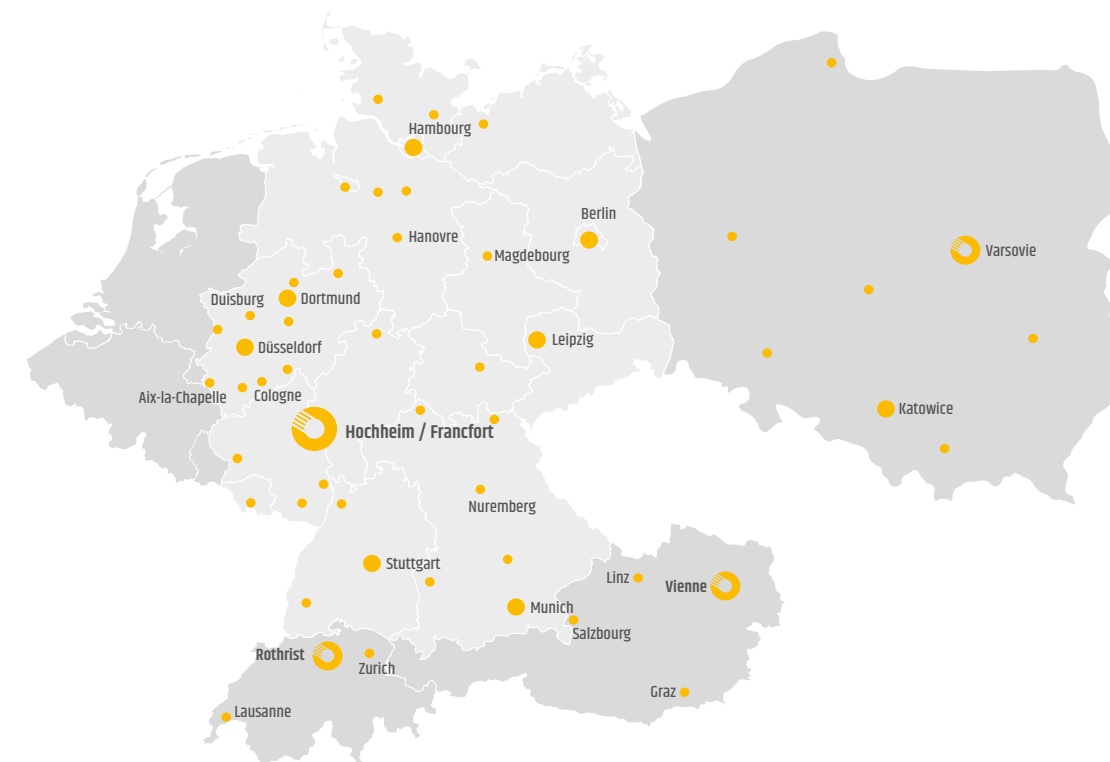 Hambourg
Berlin
Hanovre
Varsovie
Magdebourg
Duisburg
Dortmund
Leipzig
Düsseldorf
Aix-la-Chapelle
Cologne
Katowice
Hochheim / Francfort
Nuremberg
Stuttgart
Linz
Vienne
Munich
Salzbourg
Rothrist
Zurich
Graz
Lausanne